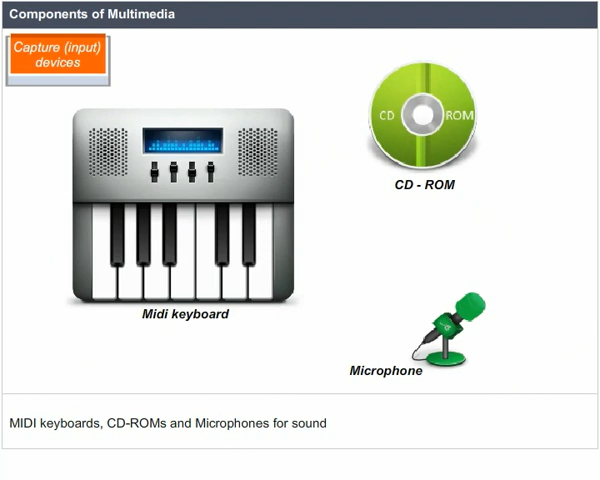 Components of Multimedia
Capture (input)
devices
CD ROM
CD - ROM
Midi keyboard
Microphone
MIDI keyboards, CD-ROMs and Microphones for sound